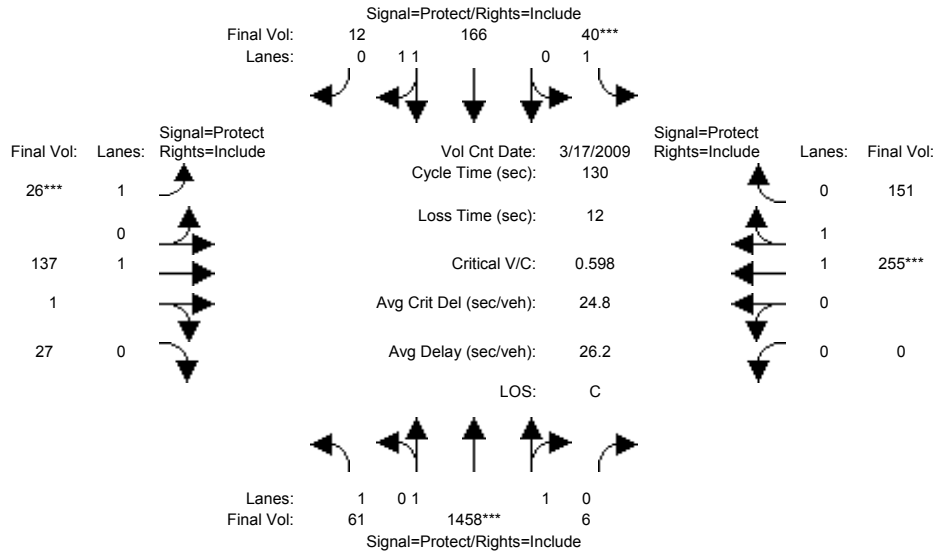 Signal=Protect/Rights=Include
Final Vol: 12 166 40***
Lanes: 0 1 1 0 1
Signal=Protect
Final Vol: Lanes: Rights=Include
Vol Cnt Date: 3/17/2009
Signal=Protect
Rights=Include Lanes: Final Vol:
Cycle Time (sec): 130
26*** 1
0 151
Loss Time (sec): 12
0
1
137 1
Critical V/C: 0.598
1 255***
1
Avg Crit Del (sec/veh): 24.8
0
27 0
Avg Delay (sec/veh): 26.2
0 0
LOS: C
Lanes: 1 0 1 1 0
Final Vol: 61 1458*** 6
Signal=Protect/Rights=Include